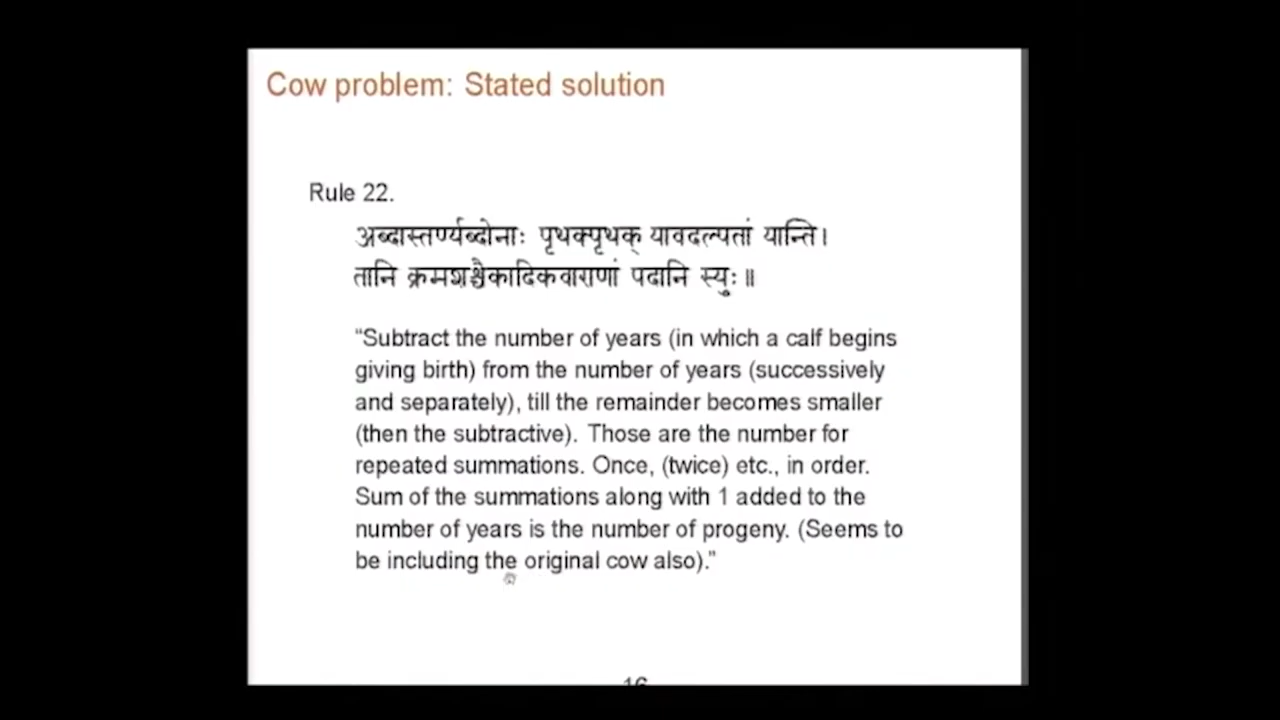 Cow problem: Stated solution
Rule 22.
अब्दास्तर्ण्यब्दोनाः पृथक्पृथक् यावदल्पतां यान्ति।
तानि क्रमशश्चैकादिकवाराणां पदानि स्युः॥
“Subtract the number of years (in which a calf begins
giving birth) from the number of years (successively
and separately), till the remainder becomes smaller
(then the subtractive). Those are the number for
repeated summations. Once, (twice) etc., in order.
Sum of the summations along with 1 added to the
number of years is the number of progeny. (Seems to
be including the original cow also).”
16